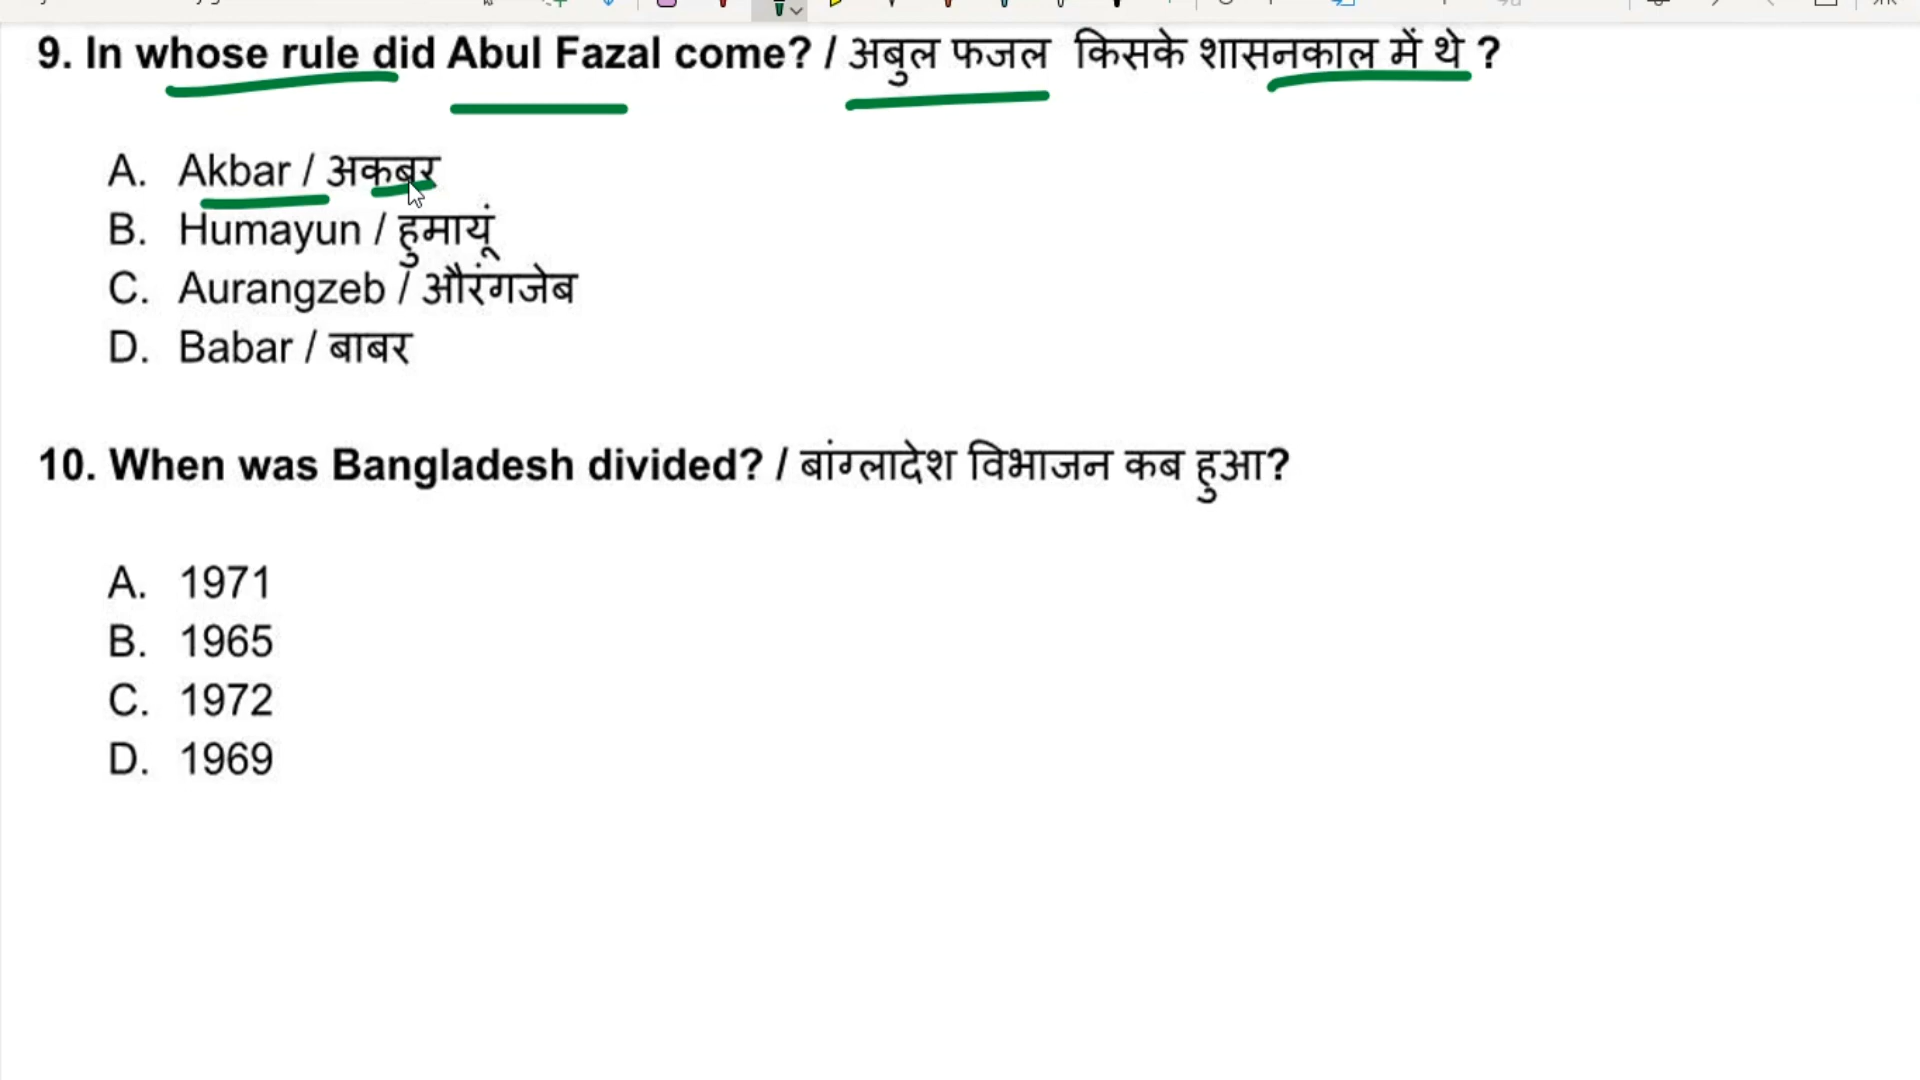 9. In whose rule did Abul Fazal come? / अबुल फजल किसके शासनकाल में थे ?
A. Akbar / अकबर
B. Humayun / हुमायूं
C. Aurangzeb / औरंगजेब
D. Babar / बाबर
10. When was Bangladesh divided? / बांग्लादेश विभाजन कब हुआ?
A. 1971
B. 1965
C. 1972
D. 1969